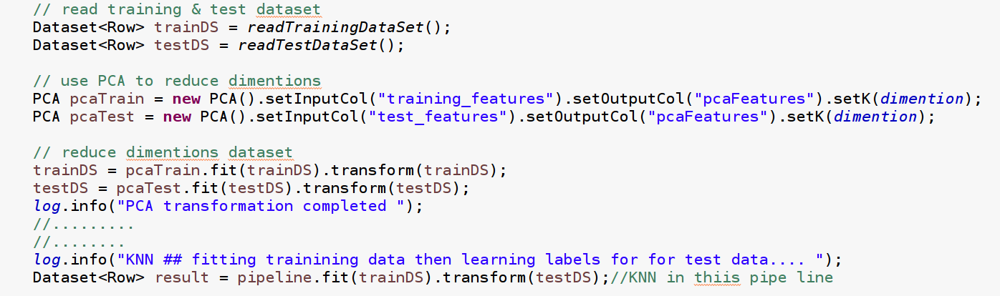 // read training & test dataset
Dataset<Row> trainDS = readTrainingDataSet();
Dataset<Row> testDS = readTestDataSet();
// use PCA to reduce dimentions
PCA pcaTrain = new PCA().setInputCol("training_features").setOutputCol("pcaFeatures").setK(dimention);
PCA pcaTest = new PCA().setInputCol("test_features").setOutputCol("pcaFeatures").setK(dimention);
// reduce dimentions dataset
trainDS = pcaTrain.fit(trainDS).transform(trainDS);
testDS = pcaTest.fit(testDS).transform(testDS);
log.info("PCA transformation completed ");
//.........
//........
log.info("KNN ## fitting trainining data then learning labels for for test data.... ");
Dataset<Row> result = pipeline.fit(trainDS).transform(testDS);//KNN in thiis pipe line